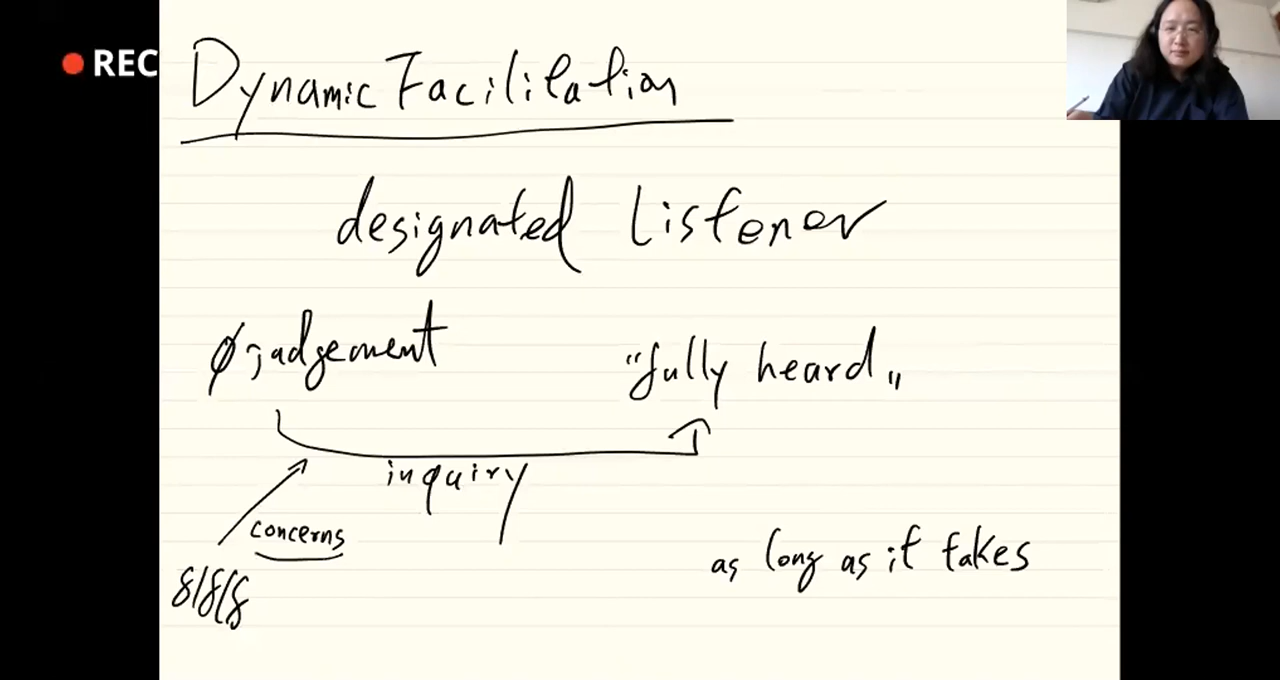 REC
Dynamic Facilitation
designated listener
Ø judgement
"fully heard„
inquiry
concerns
as long as it takes